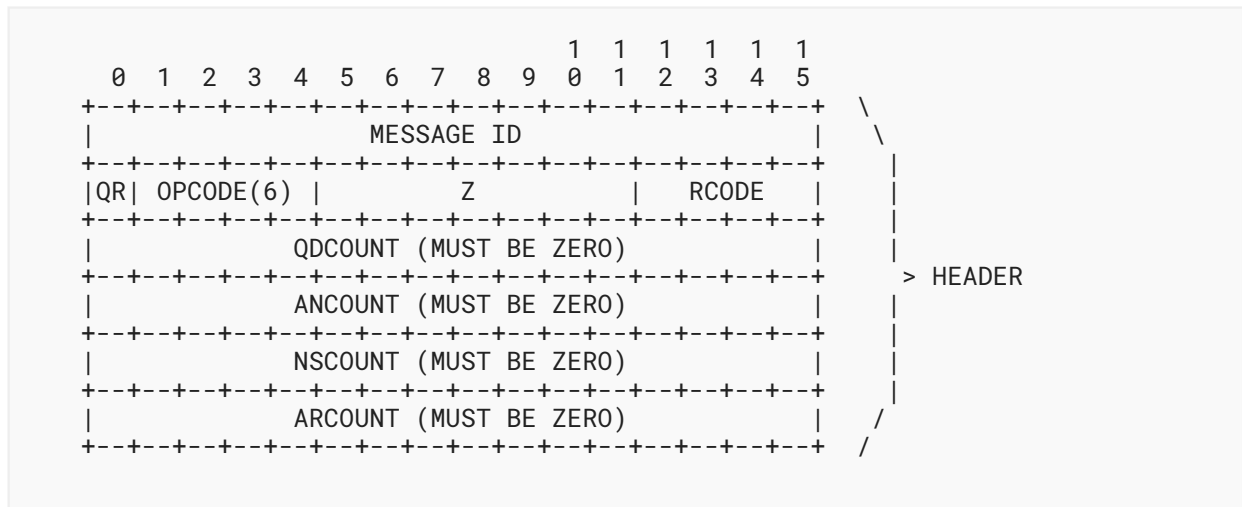 1  1  1  1  1  1
             0  1  2  3  4  5  6  7  8  9  0  1  2  3  4  5
           +--+--+--+--+--+--+--+--+--+--+--+--+--+--+--+--+  \
           |                  MESSAGE ID                   |   \
           +--+--+--+--+--+--+--+--+--+--+--+--+--+--+--+--+    |
           |QR| OPCODE(6) |         Z          |   RCODE   |    |
           +--+--+--+--+--+--+--+--+--+--+--+--+--+--+--+--+    |
           |             QDCOUNT (MUST BE ZERO)            |    |
           +--+--+--+--+--+--+--+--+--+--+--+--+--+--+--+--+     > HEADER
           |             ANCOUNT (MUST BE ZERO)            |    |
           +--+--+--+--+--+--+--+--+--+--+--+--+--+--+--+--+    |
           |             NSCOUNT (MUST BE ZERO)            |    |
           +--+--+--+--+--+--+--+--+--+--+--+--+--+--+--+--+    |
           |             ARCOUNT (MUST BE ZERO)            |   /
           +--+--+--+--+--+--+--+--+--+--+--+--+--+--+--+--+  /